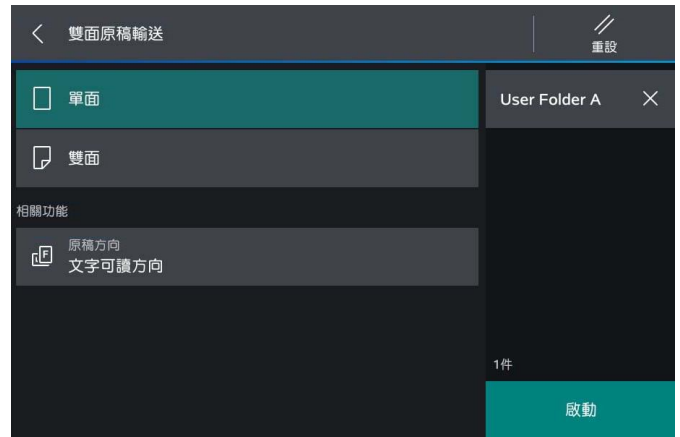 雙面原稿輸送
重設
單面
雙面
相關功能
原稿方向
文字可讀方向
User Folder A
1件
啟動